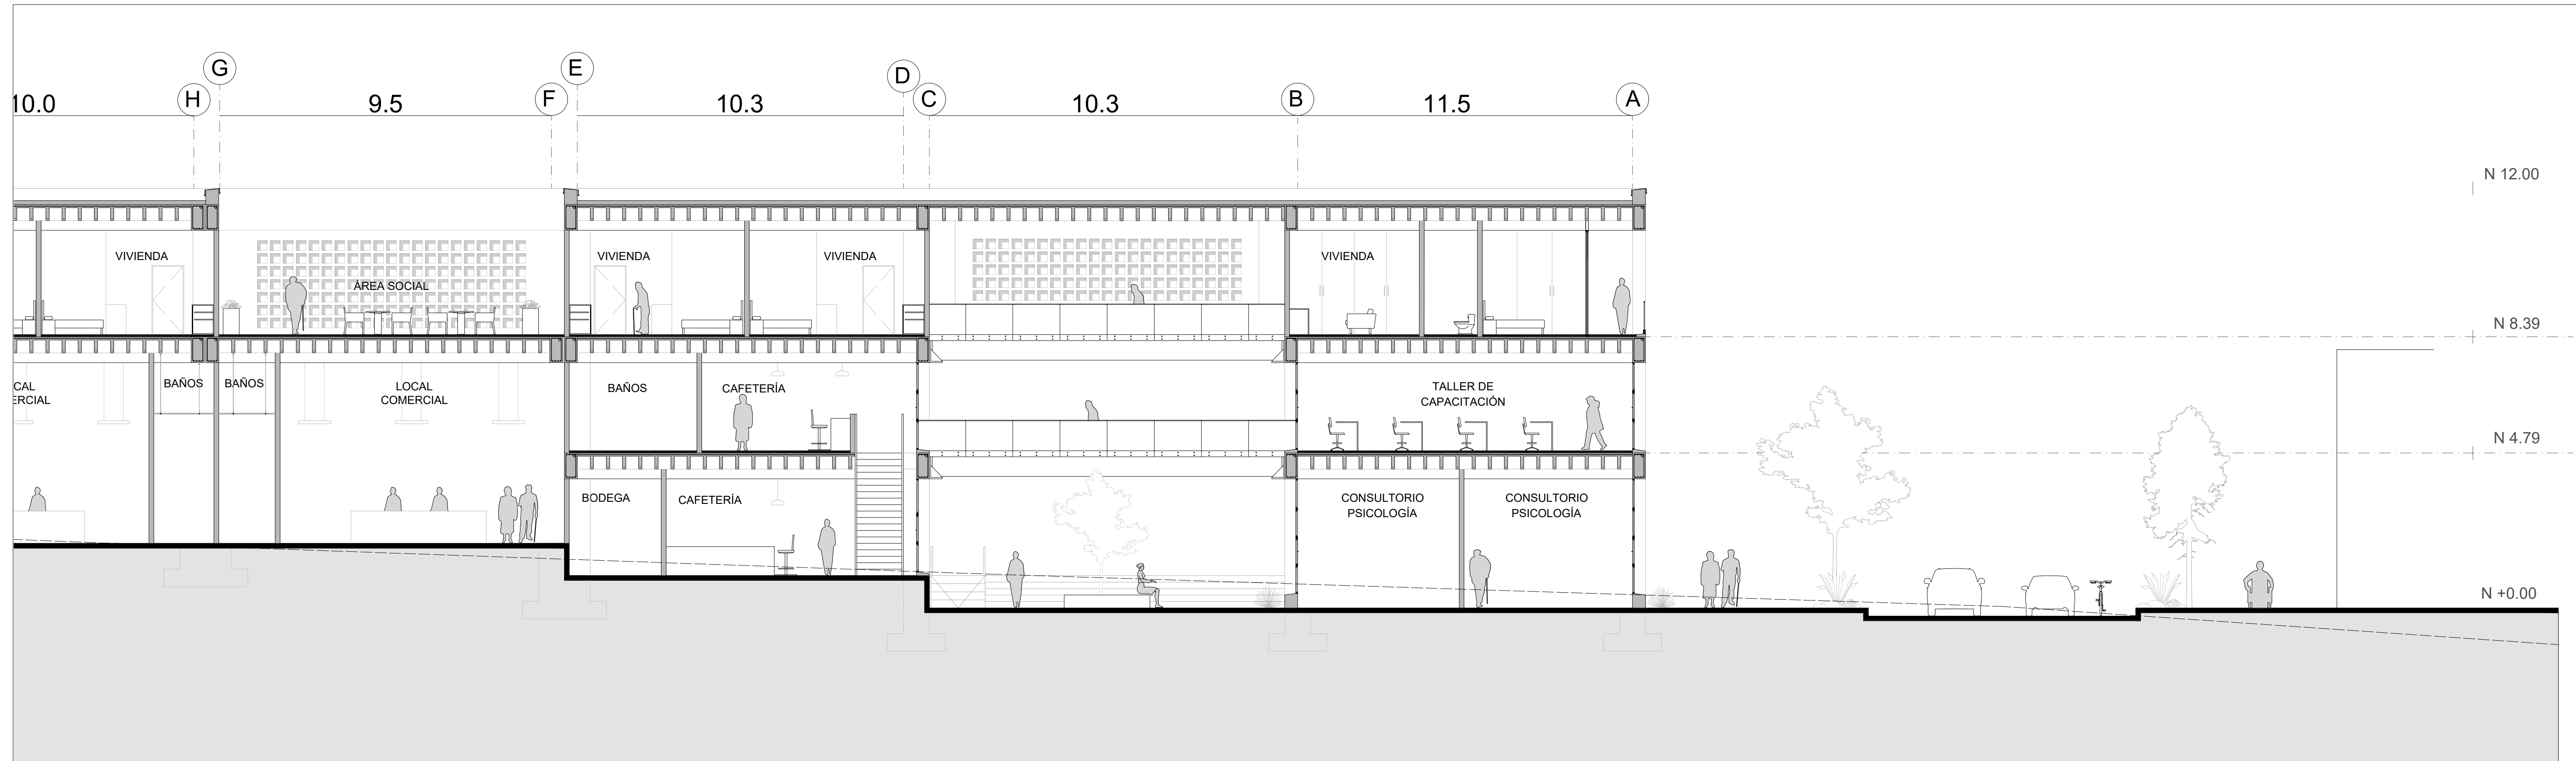 G
E
D
H
F
C
B
A
10.0
9.5
10.3
10.3
11.5
N 12.00
VIVIENDA
VIVIENDA
VIVIENDA
VIVIENDA
ÁREA SOCIAL
N 8.39
CAL
ERCIAL
BAÑOS
BAÑOS
LOCAL
COMERCIAL
BAÑOS
CAFETERÍA
TALLER DE
CAPACITACIÓN
N 4.79
BODEGA
CAFETERÍA
CONSULTORIO
PSICOLOGÍA
CONSULTORIO
PSICOLOGÍA
N +0.00